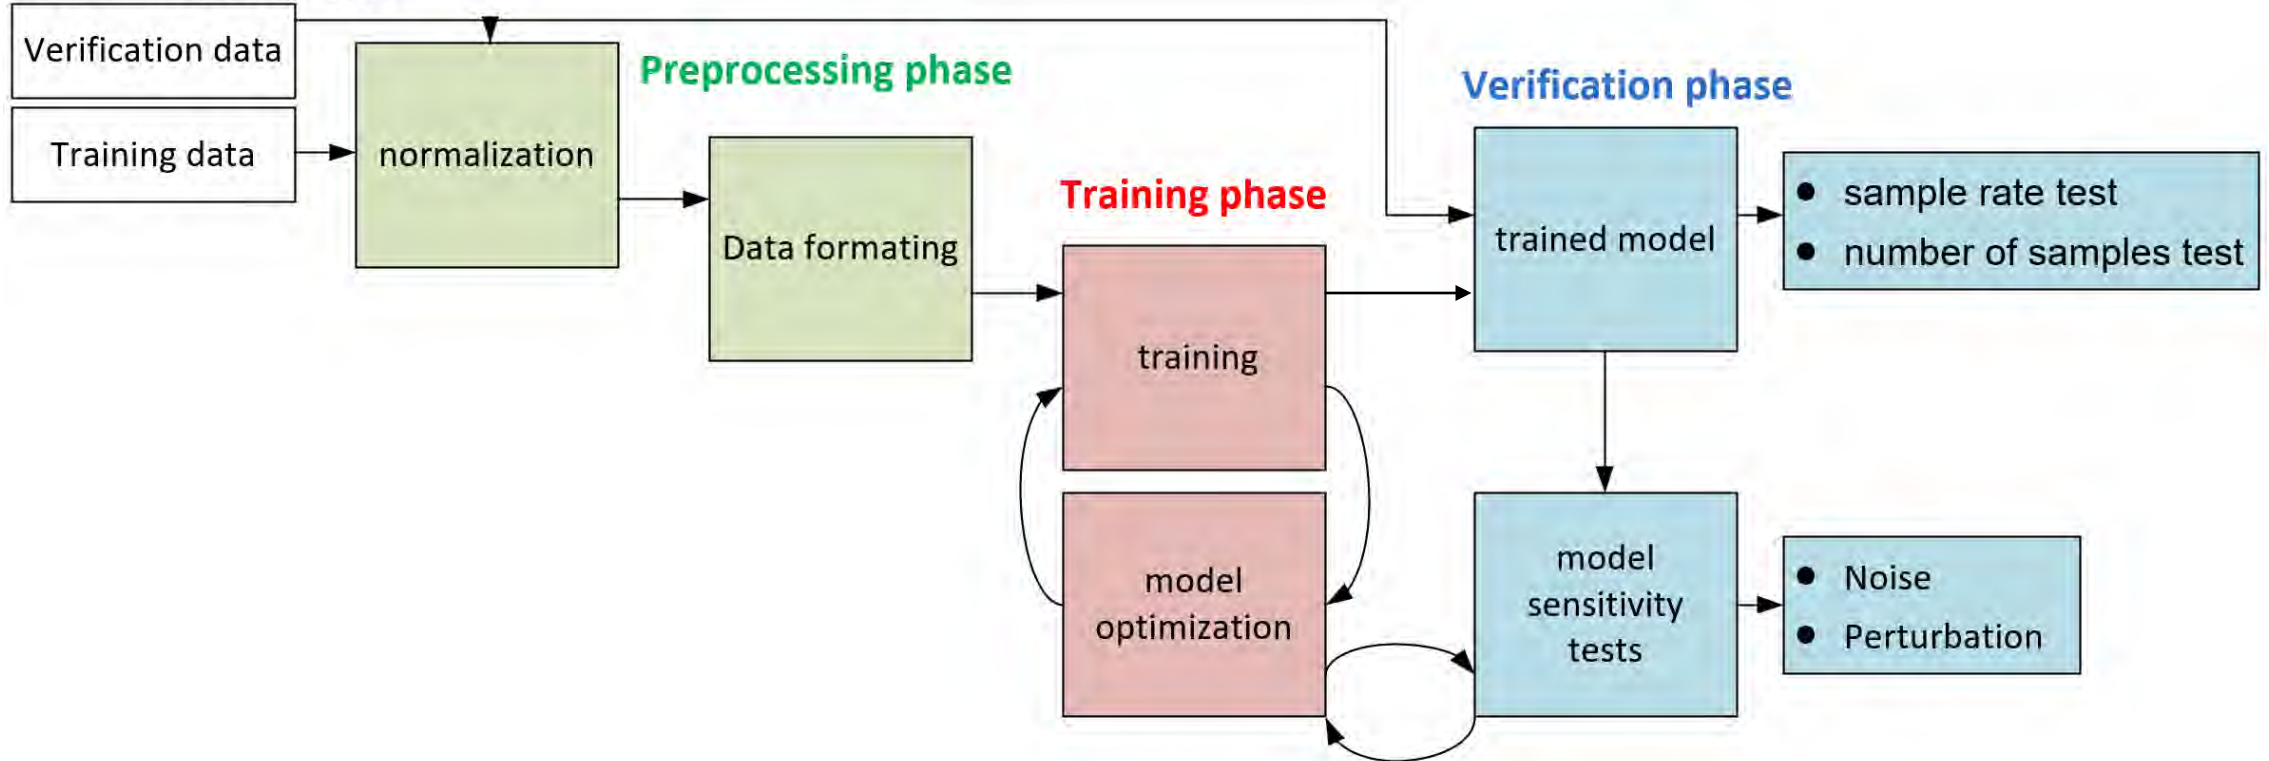 Verification data
Training data
normalization
Preprocessing phase
Data formating
Training phase
training
model
optimization
Verification phase
trained model
● sample rate test
● number of samples test
model
sensitivity
tests
● Noise
● Perturbation